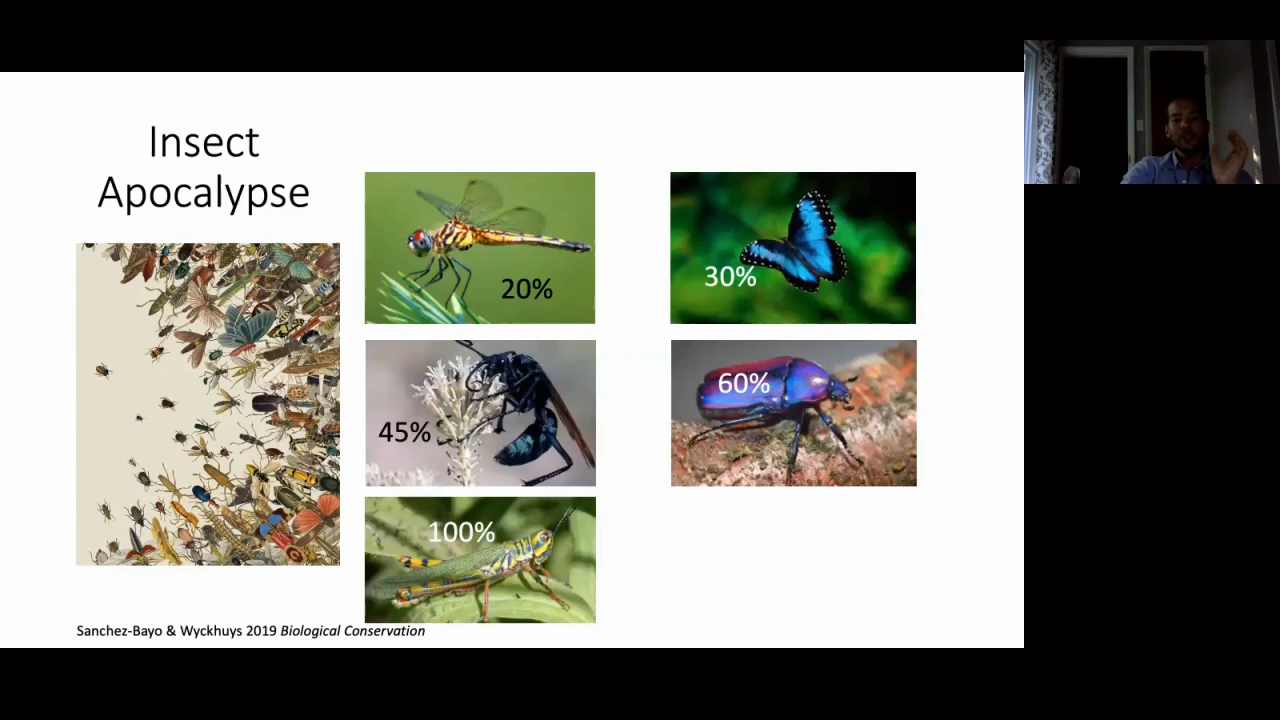 Insect
Apocalypse
20%
30%
45%
60%
100%
Sanchez-Bayo & Wyckhuys 2019 Biological Conservation